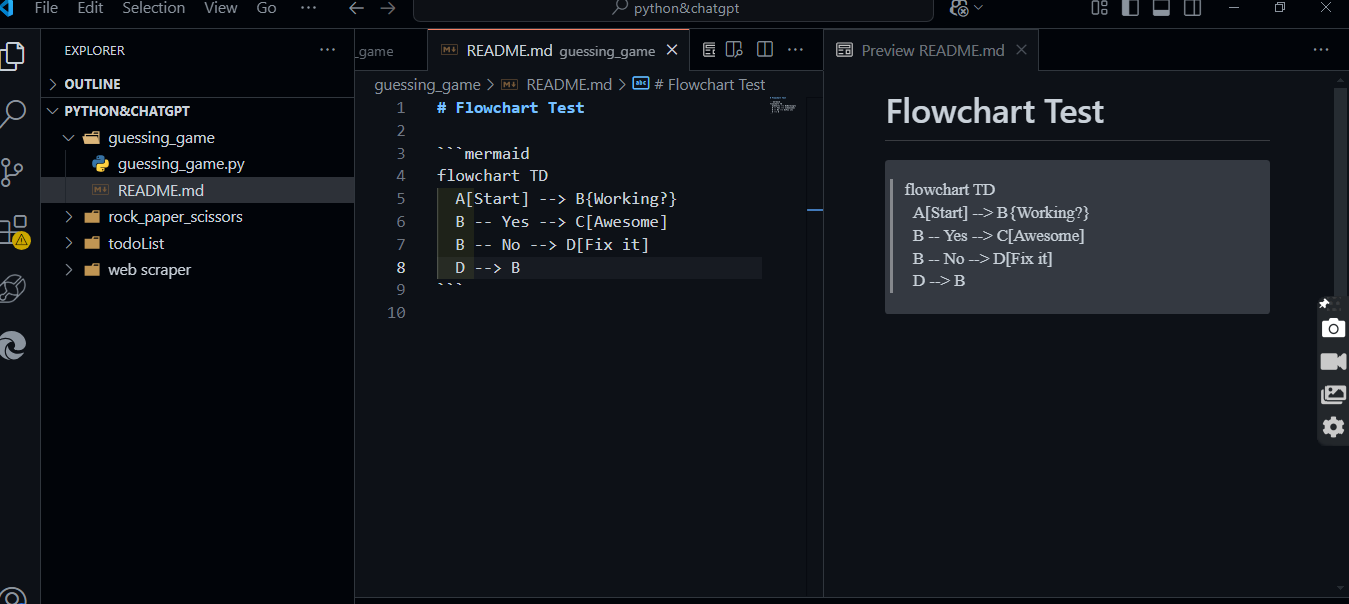 File Edit Selection View Go ··· python&chatgpt
EXPLORER ···
OUTLINE
PYTHON&CHATGPT
guessing_game
guessing_game.py
README.md
rock_paper_scissors
todoList
web scraper
_game
README.md guessing_game
guessing_game > README.md > # Flowchart Test
1 # Flowchart Test
2
3 ```mermaid
4 flowchart TD
5 A[Start] --> B{Working?}
6 B -- Yes --> C[Awesome]
7 B -- No --> D[Fix it]
8 D --> B
9 ```
10
Preview README.md
Flowchart Test
flowchart TD
A[Start] --> B{Working?}
B -- Yes --> C[Awesome]
B -- No --> D[Fix it]
D --> B